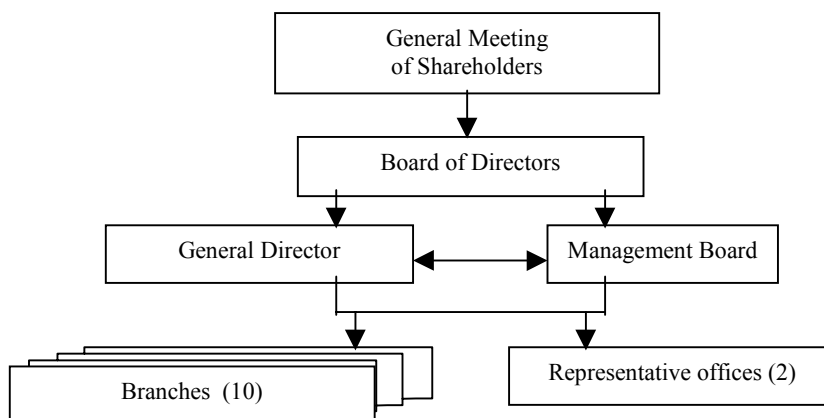 General Meeting
of Shareholders
Board of Directors
General Director
Management Board
Branches (10)
Representative offices (2)